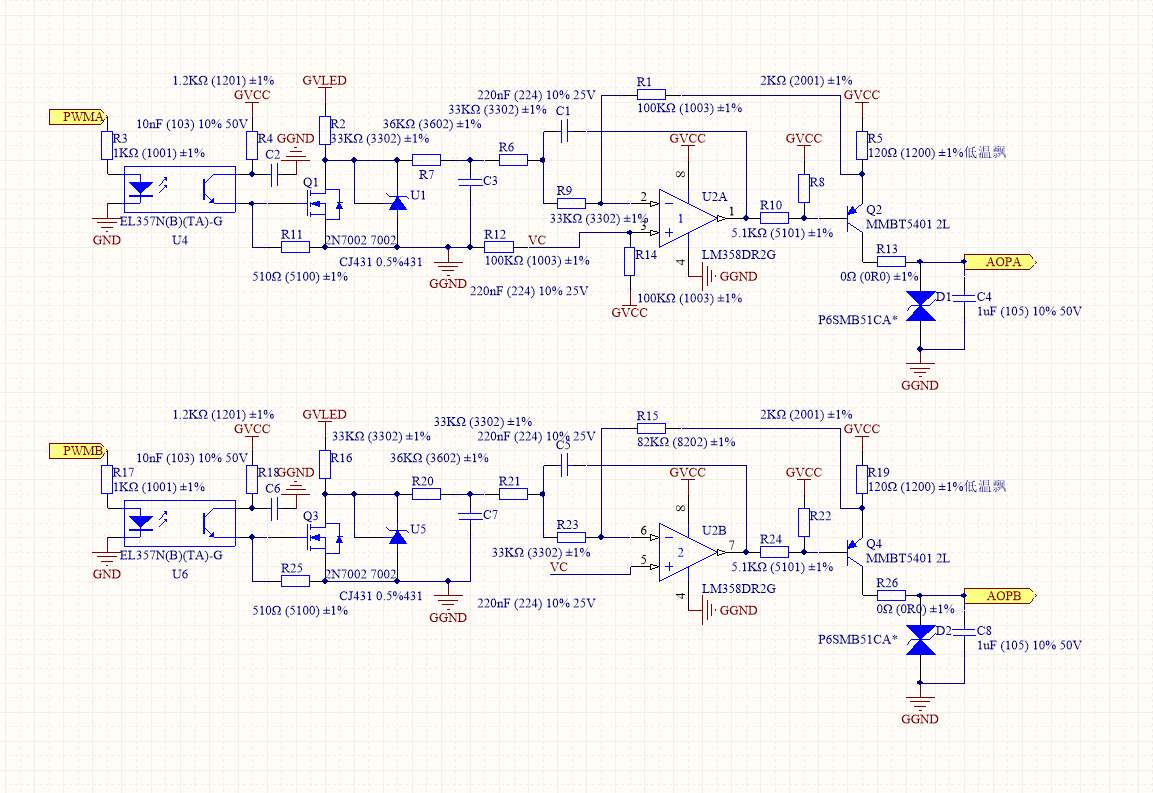 1.2KΩ (1201) ±1%
GVLED
R1
2KΩ (2001) ±1%
GVCC
220nF (224) 10% 25V
GVCC
PWMA
33KΩ (3302) ±1%
C1
100KΩ (1003) ±1%
10nF (103) 10% 50V
R2
36KΩ (3602) ±1%
R3
R4
GGND
33KΩ (3302) ±1%
GVCC
GVCC
R5
1KΩ (1001) ±1%
C2
R6
120Ω (1200) ±1%低温飘
R7
8
Q1
C3
R8
U1
R9
2
U2A
Q2
EL357N(B)(TA)-G
33KΩ (3302) ±1%
1
1
R10
MMBT5401 2L
GND
U4
R11
2N7002 7002
R12
VC
3
5.1KΩ (5101) ±1%
CJ431 0.5%431
100KΩ (1003) ±1%
R14
4
LM358DR2G
R13
AOPA
510Ω (5100) ±1%
GGND
GGND
0Ω (0R0) ±1%
220nF (224) 10% 25V
100KΩ (1003) ±1%
D1
C4
GVCC
P6SMB51CA*
1uF (105) 10% 50V
GGND
1.2KΩ (1201) ±1%
GVLED
R15
2KΩ (2001) ±1%
GVCC
33KΩ (3302) ±1%
GVCC
PWMB
33KΩ (3302) ±1%
220nF (224) 10% 25V
C5
82KΩ (8202) ±1%
10nF (103) 10% 50V
R16
36KΩ (3602) ±1%
R17
R18
GGND
GVCC
GVCC
R19
1KΩ (1001) ±1%
C6
R20
R21
120Ω (1200) ±1%低温飘
8
Q3
C7
R22
U5
R23
6
U2B
Q4
EL357N(B)(TA)-G
33KΩ (3302) ±1%
2
7
R24
MMBT5401 2L
GND
U6
R25
2N7002 7002
VC
5
5.1KΩ (5101) ±1%
CJ431 0.5%431
4
LM358DR2G
R26
AOPB
510Ω (5100) ±1%
GGND
220nF (224) 10% 25V
GGND
0Ω (0R0) ±1%
D2
C8
P6SMB51CA*
1uF (105) 10% 50V
GGND